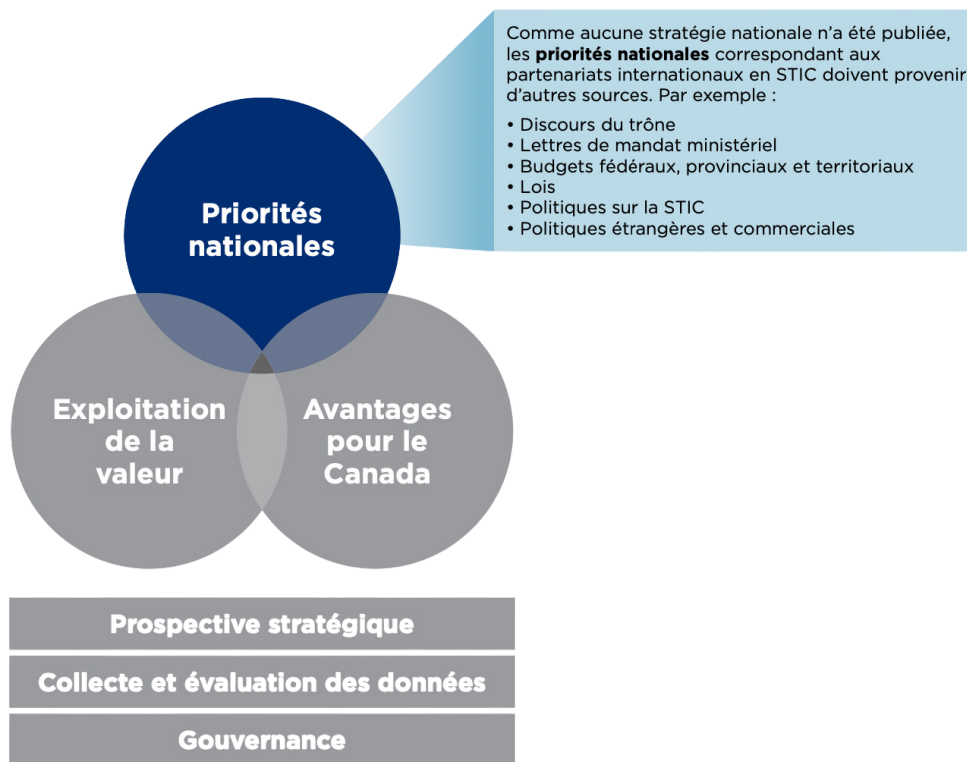 Comme aucune stratégie nationale n’a été publiée,
les priorités nationales correspondant aux
partenariats internationaux en STIC doivent provenir
d’autres sources. Par exemple :
• Discours du trône
• Lettres de mandat ministériel
• Budgets fédéraux, provinciaux et territoriaux
• Lois
• Politiques sur la STIC
• Politiques étrangères et commerciales
Priorités
nationales
Exploitation
de la
valeur
Avantages
pour le
Canada
Prospective stratégique
Collecte et évaluation des données
Gouvernance